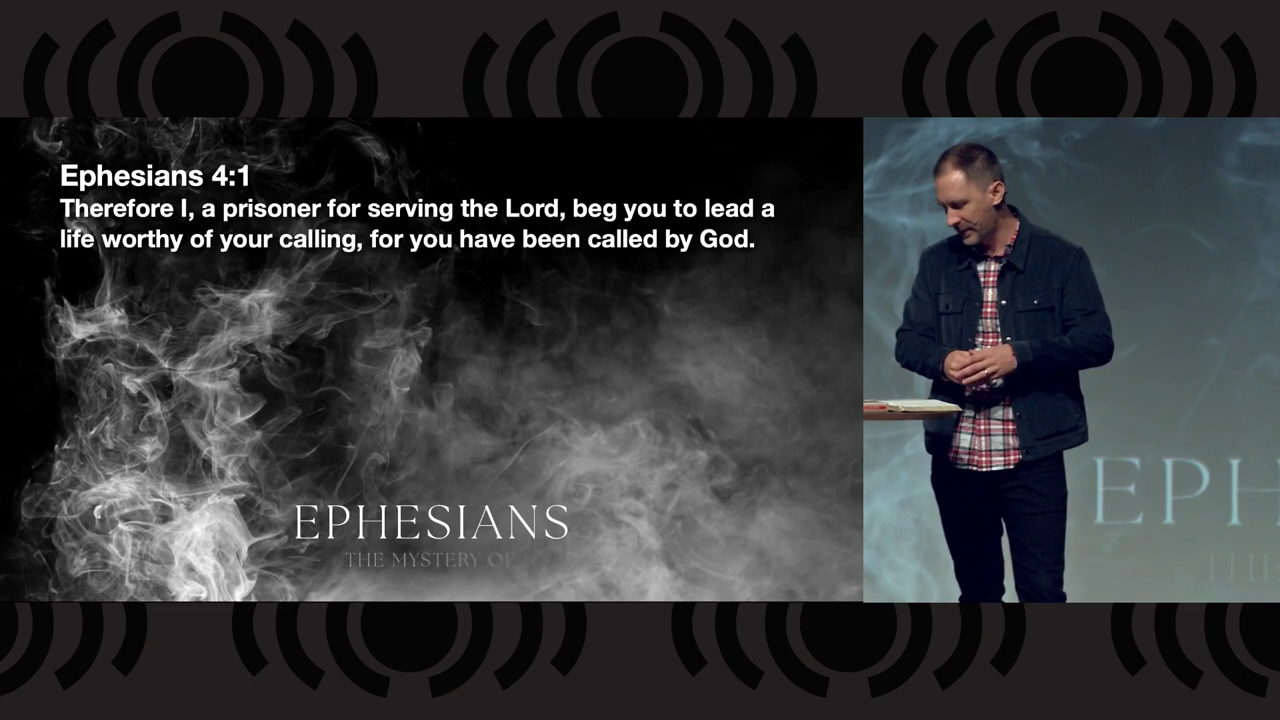 Ephesians 4:1
Therefore I, a prisoner for serving the Lord, beg you to lead a
life worthy of your calling, for you have been called by God.
EPHESIANS
THE MYSTERY OF
EPH